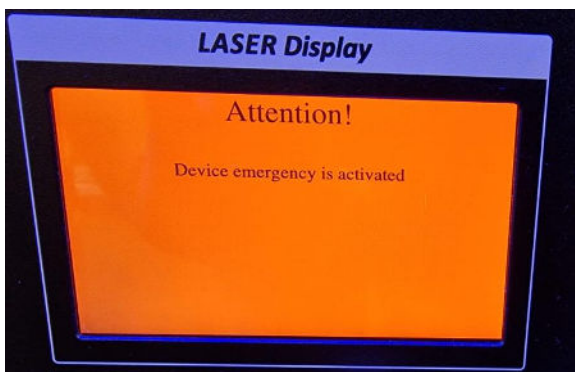 LASER Display
Attention!
Device emergency is activated